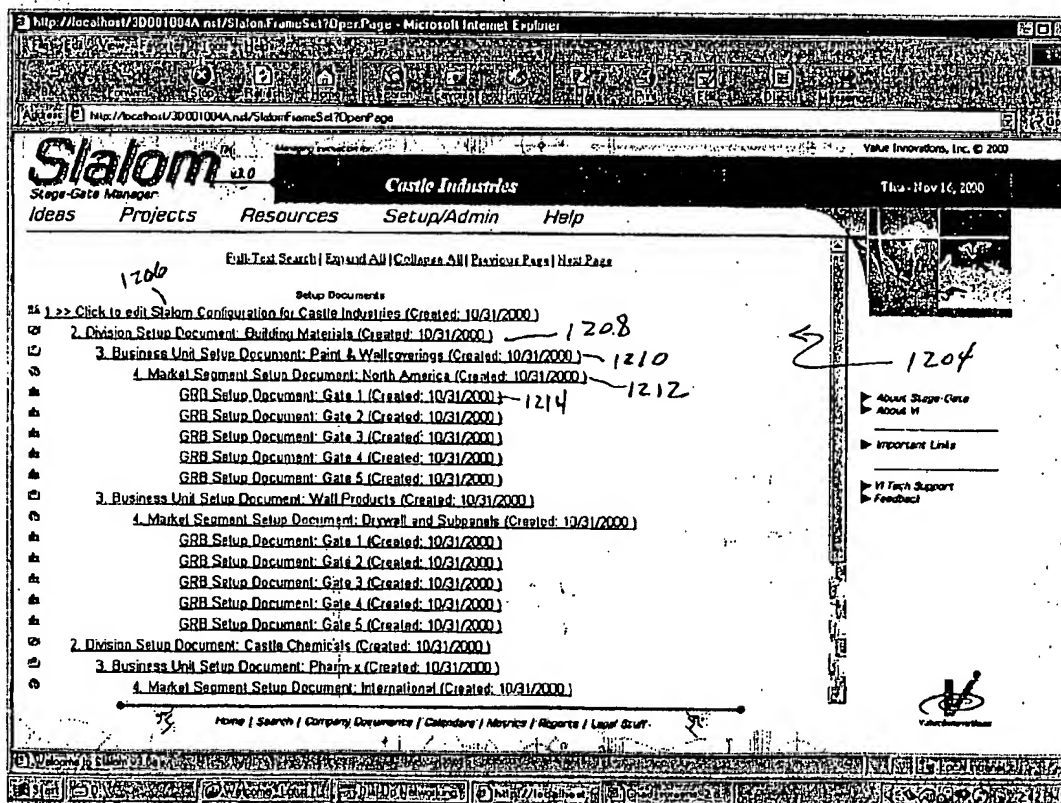 http://localhost/3D001004A.nsf/SlalomFrameSet?OpenPage - Microsoft Internet Explorer
Address http://localhost/3D001004A.nsf/SlalomFrameSet?OpenPage
Slalom™ v3.0
Stage-Gate Manager
Castle Industries
Value Innovations, Inc. © 2000
Thu - Nov 16, 2000
Ideas Projects Resources Setup/Admin Help
Full-Text Search | Expand All | Collapse All | Previous Page | Next Page
1206
Setup Documents
1 >> Click to edit Slalom Configuration for Castle Industries (Created: 10/31/2000)
2. Division Setup Document: Building Materials (Created: 10/31/2000) 1208
3. Business Unit Setup Document: Paint & Wallcoverings (Created: 10/31/2000) 1210
1204
4. Market Segment Setup Document: North America (Created: 10/31/2000) 1212
GRB Setup Document: Gate 1 (Created: 10/31/2000) 1214
GRB Setup Document: Gate 2 (Created: 10/31/2000)
GRB Setup Document: Gate 3 (Created: 10/31/2000)
GRB Setup Document: Gate 4 (Created: 10/31/2000)
GRB Setup Document: Gate 5 (Created: 10/31/2000)
3. Business Unit Setup Document: Wall Products (Created: 10/31/2000)
4. Market Segment Setup Document: Drywall and Subpanels (Created: 10/31/2000)
GRB Setup Document: Gate 1 (Created: 10/31/2000)
GRB Setup Document: Gate 2 (Created: 10/31/2000)
GRB Setup Document: Gate 3 (Created: 10/31/2000)
GRB Setup Document: Gate 4 (Created: 10/31/2000)
GRB Setup Document: Gate 5 (Created: 10/31/2000)
2. Division Setup Document: Castle Chemicals (Created: 10/31/2000)
3. Business Unit Setup Document: Pharm-x (Created: 10/31/2000)
4. Market Segment Setup Document: International (Created: 10/31/2000)
About Stage-Gate
About VI
Important Links
VI Tech Support
Feedback
Home / Search / Company Documents / Calendars / Metrics / Reports / Legal Stuff
ValueInnovations